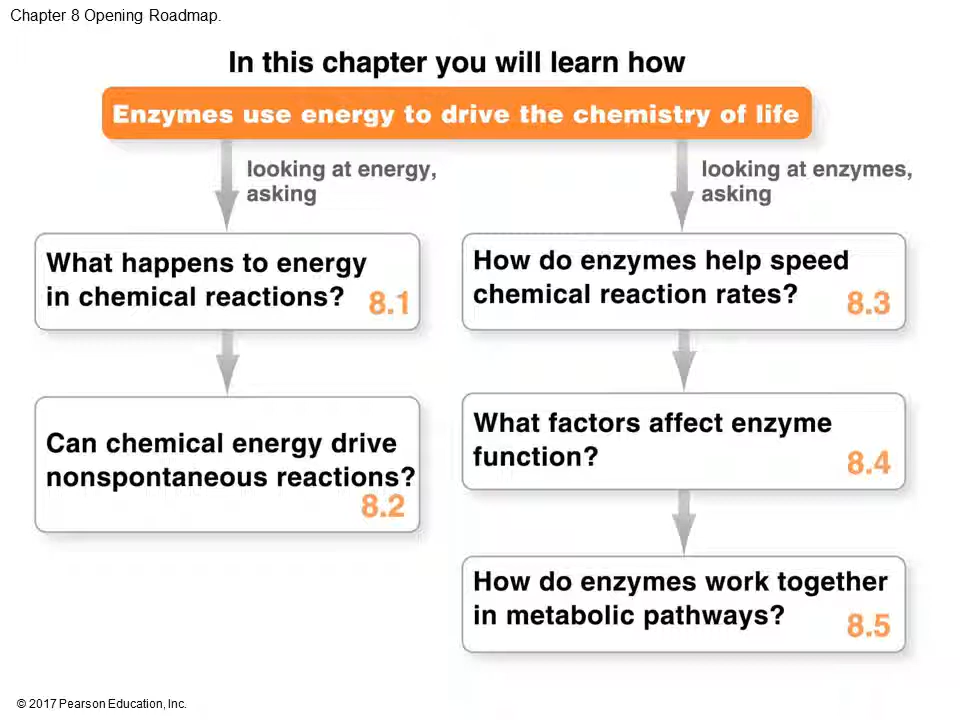 Chapter 8 Opening Roadmap.
In this chapter you will learn how
Enzymes use energy to drive the chemistry of life
looking at energy,
asking
What happens to energy
in chemical reactions?
8.1
Can chemical energy drive
nonspontaneous reactions?
8.2
looking at enzymes,
asking
How do enzymes help speed
chemical reaction rates?
8.3
What factors affect enzyme
function?
8.4
How do enzymes work together
in metabolic pathways?
8.5
© 2017 Pearson Education, Inc.